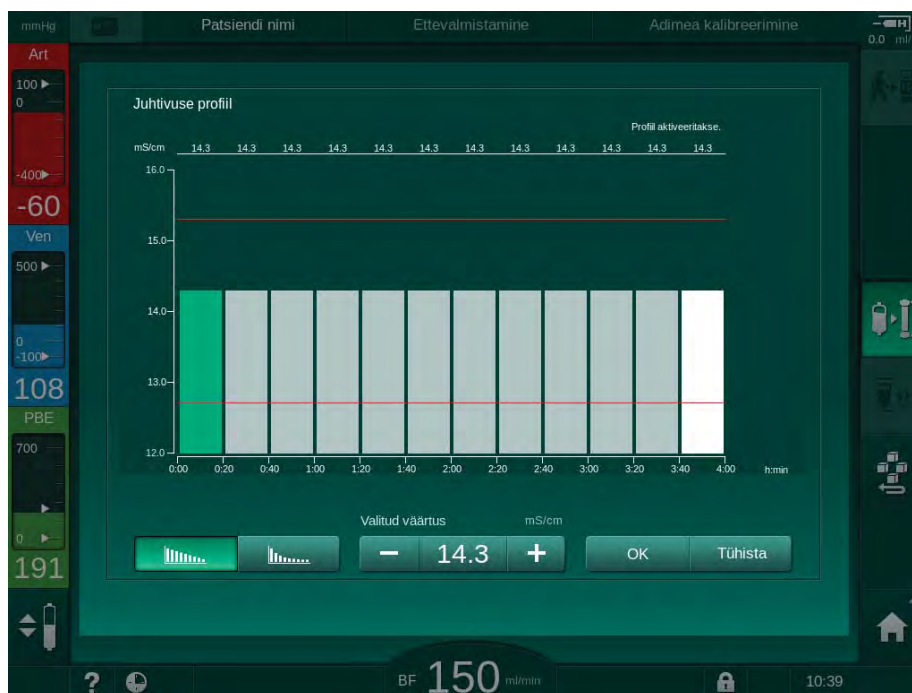 mmHg Patsiendi nimi Ettevalmistamine Adimea kalibreerimine
0.0 ml/
Art
100
0
-400
-60
Ven
500
0
-100
108
PBE
700
0
191
Juhtivuse profiil
Profiil aktiveeritakse.
mS/cm 14.3 14.3 14.3 14.3 14.3 14.3 14.3 14.3 14.3 14.3 14.3 14.3
16.0
15.0
14.0
13.0
12.0
0:00 0:20 0:40 1:00 1:20 1:40 2:00 2:20 2:40 3:00 3:20 3:40 4:00 h:min
Valitud väärtus mS/cm
− 14.3 + OK Tühista
? BF 150 ml/min 10:39